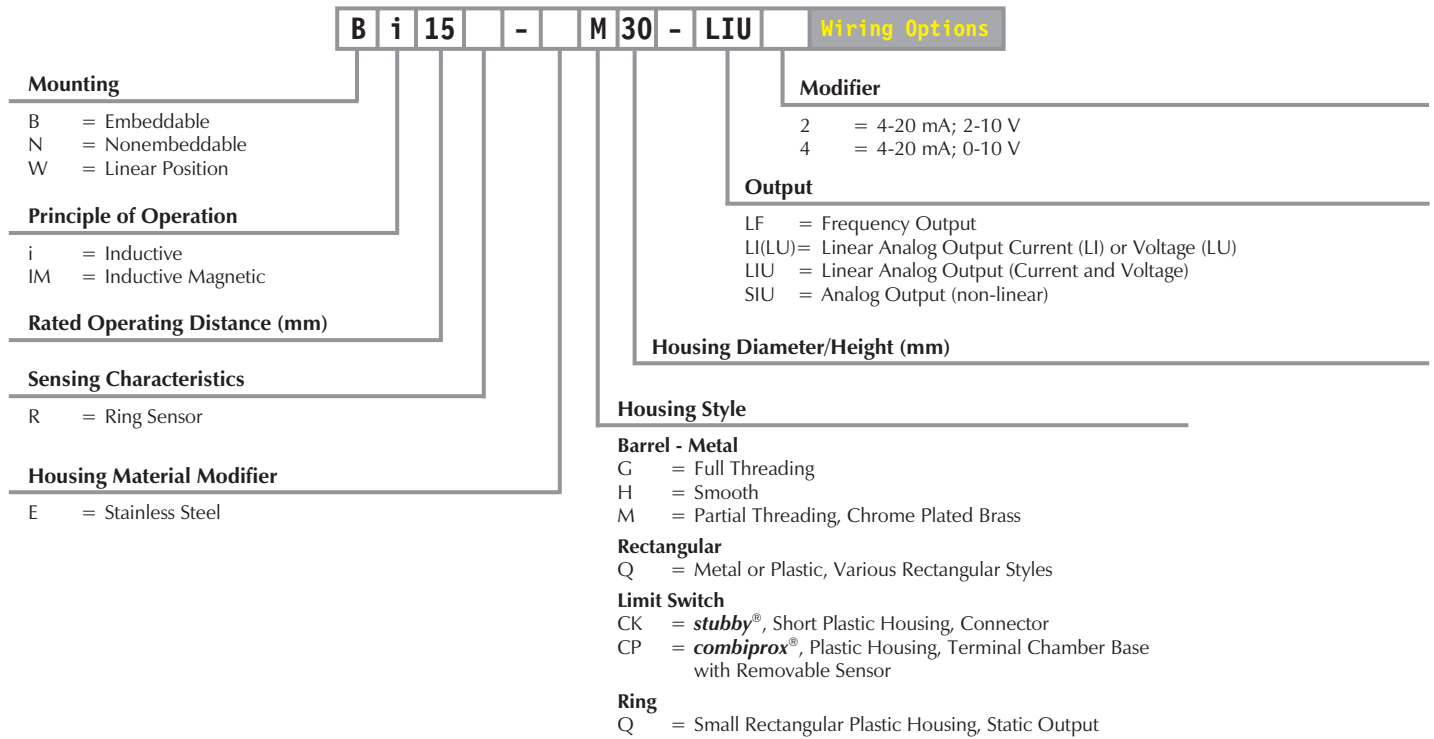 B i 15 - M 30 - LIU Wiring Options
Mounting
B = Embeddable
N = Nonembeddable
W = Linear Position
Principle of Operation
i = Inductive
IM = Inductive Magnetic
Rated Operating Distance (mm)
Sensing Characteristics
R = Ring Sensor
Housing Material Modifier
E = Stainless Steel
Modifier
2 = 4-20 mA; 2-10 V
4 = 4-20 mA; 0-10 V
Output
LF = Frequency Output
LI(LU)= Linear Analog Output Current (LI) or Voltage (LU)
LIU = Linear Analog Output (Current and Voltage)
SIU = Analog Output (non-linear)
Housing Diameter/Height (mm)
Housing Style
Barrel - Metal
G = Full Threading
H = Smooth
M = Partial Threading, Chrome Plated Brass
Rectangular
Q = Metal or Plastic, Various Rectangular Styles
Limit Switch
CK = stubby®, Short Plastic Housing, Connector
CP = combiprox®, Plastic Housing, Terminal Chamber Base
with Removable Sensor
Ring
Q = Small Rectangular Plastic Housing, Static Output